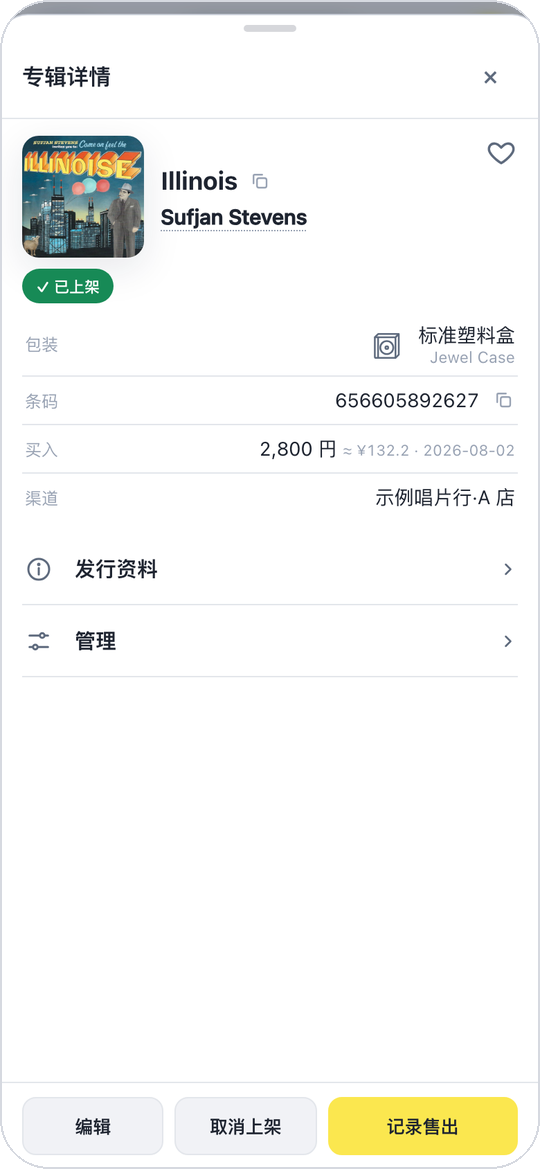 专辑详情
SUFJAN STEVENS
Come on feel the
ILLINOISE
Illinois
Sufjan Stevens
已上架
包装
标准塑料盒
Jewel Case
条码
656605892627
买入
2,800 円 ≈ ¥132.2 · 2026-08-02
渠道
示例唱片行·A 店
发行资料
管理
编辑
取消上架
记录售出